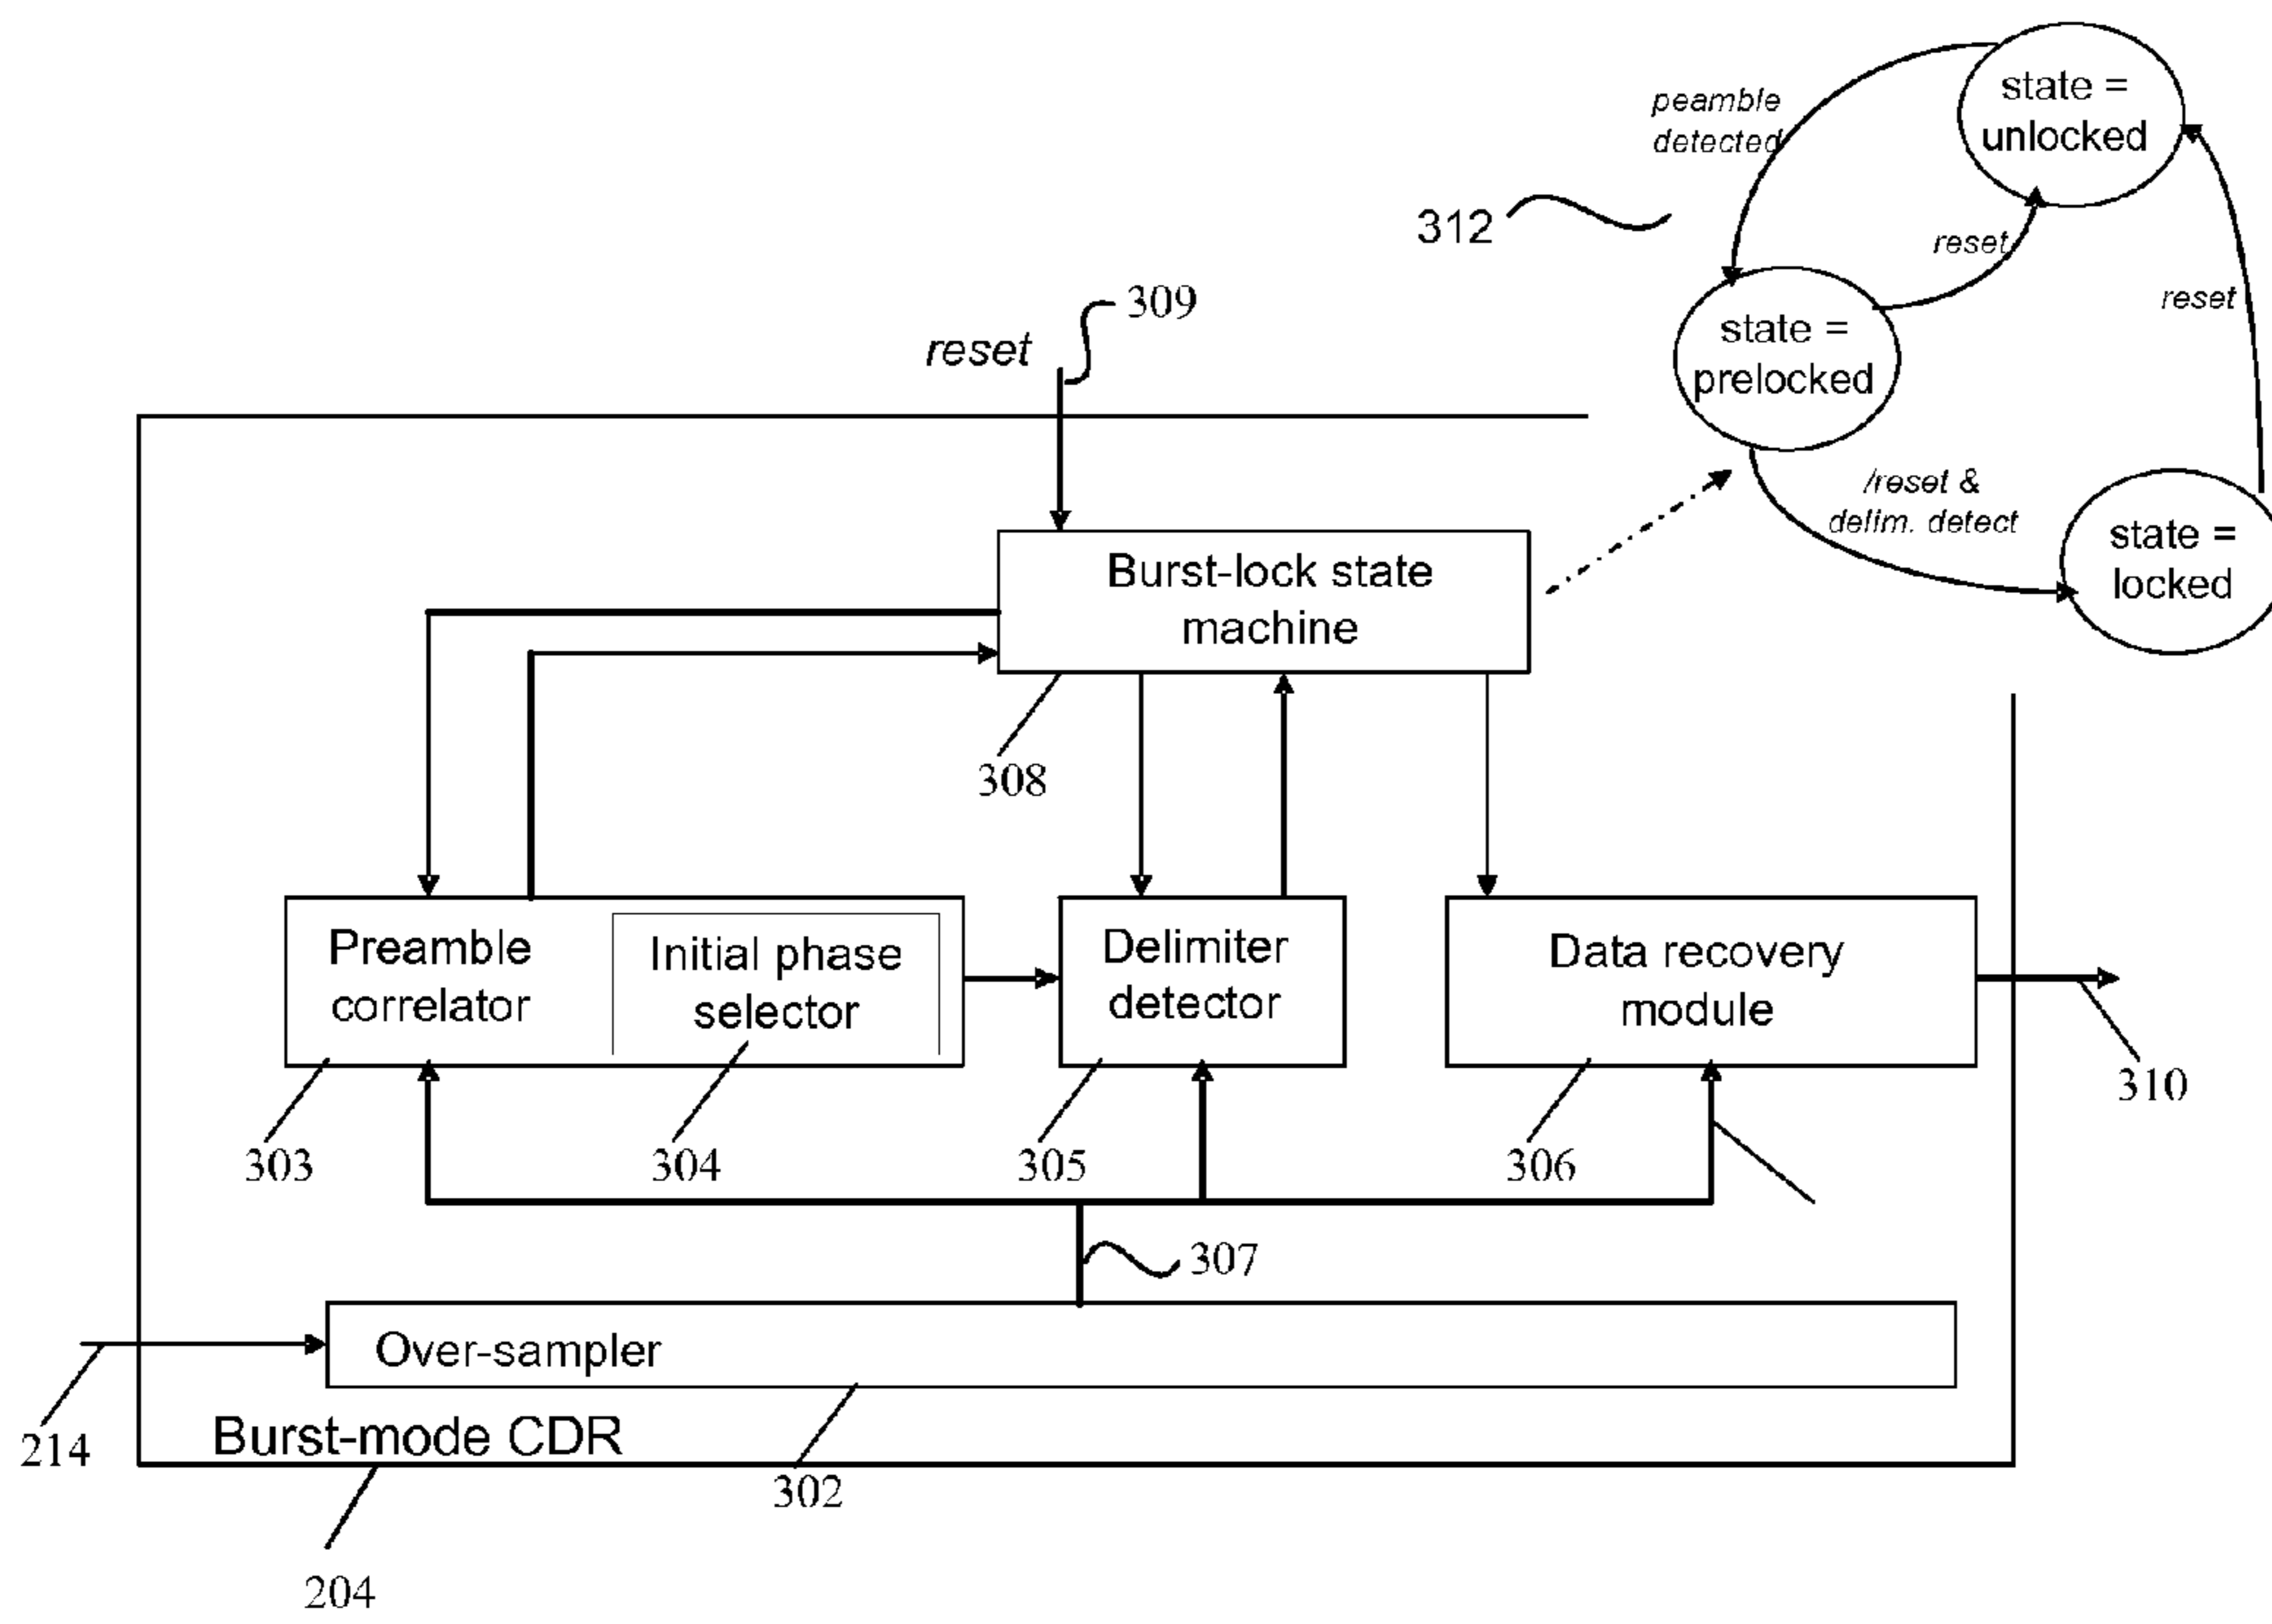 state =
unlocked
peamble
detected
312
reset
reset
state =
prelocked
309
reset
/reset &
delim. detect
state =
locked
Burst-lock state
machine
308
Preamble
correlator
Initial phase
selector
Delimiter
detector
Data recovery
module
310
303
304
305
306
307
Over-sampler
214
Burst-mode CDR
302
204